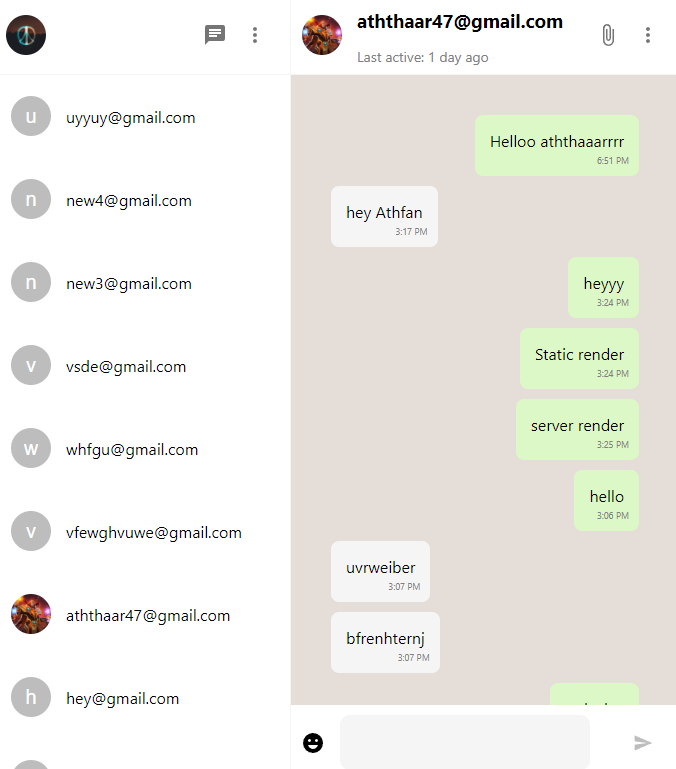 u
uyyuy@gmail.com
n
new4@gmail.com
n
new3@gmail.com
v
vsde@gmail.com
w
whfgu@gmail.com
v
vfewghvuwe@gmail.com
aththaar47@gmail.com
h
hey@gmail.com
aththaar47@gmail.com
Last active: 1 day ago
Helloo aththaaarrrr
6:51 PM
hey Athfan
3:17 PM
heyyy
3:24 PM
Static render
3:24 PM
server render
3:25 PM
hello
3:06 PM
uvrweiber
3:07 PM
bfrenhternj
3:07 PM